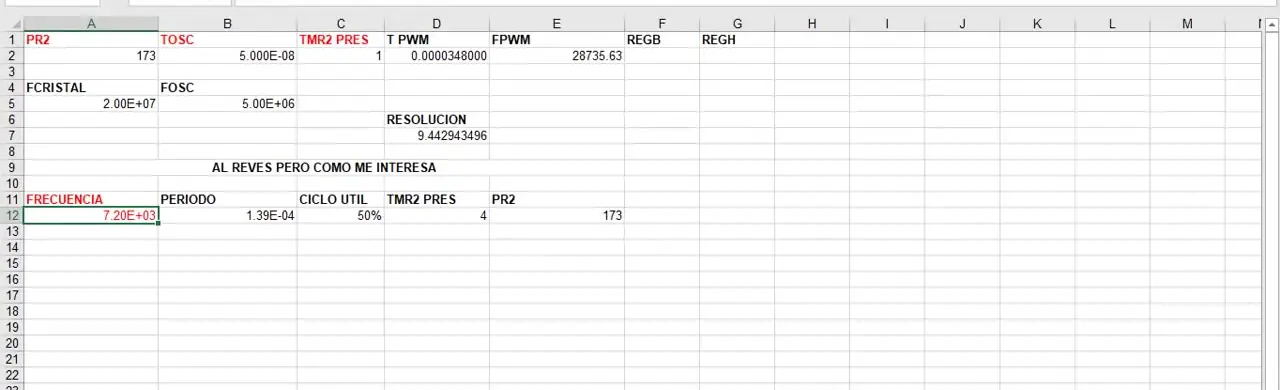 A B C D E F G H I J K L M
1 PR2 TOSC TMR2 PRES T PWM FPWM REGB REGH
2 173 5.000E-08 1 0.0000348000 28735.63
3
4 FCRISTAL FOSC
5 2.00E+07 5.00E+06
6 RESOLUCION
7 9.442943496
8
9 AL REVES PERO COMO ME INTERESA
10
11 FRECUENCIA PERIODO CICLO UTIL TMR2 PRES PR2
12 7.20E+03 1.39E-04 50% 4 173
13
14
15
16
17
18
19
20
21
22